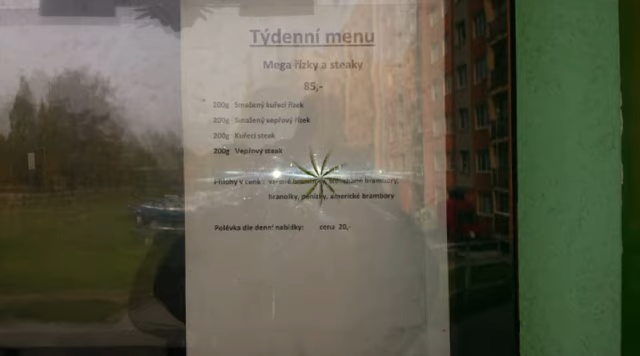 Týdenní menu
Mega řízky a steaky
85,-
200g Smažený kuřecí řízek
200g Smažený vepřový řízek
200g Kuřecí steak
200g Vepřový steak
Přílohy v ceně: brambory,
hranolky, americké brambory
Polévka dle denní nabídky: cena 20,-